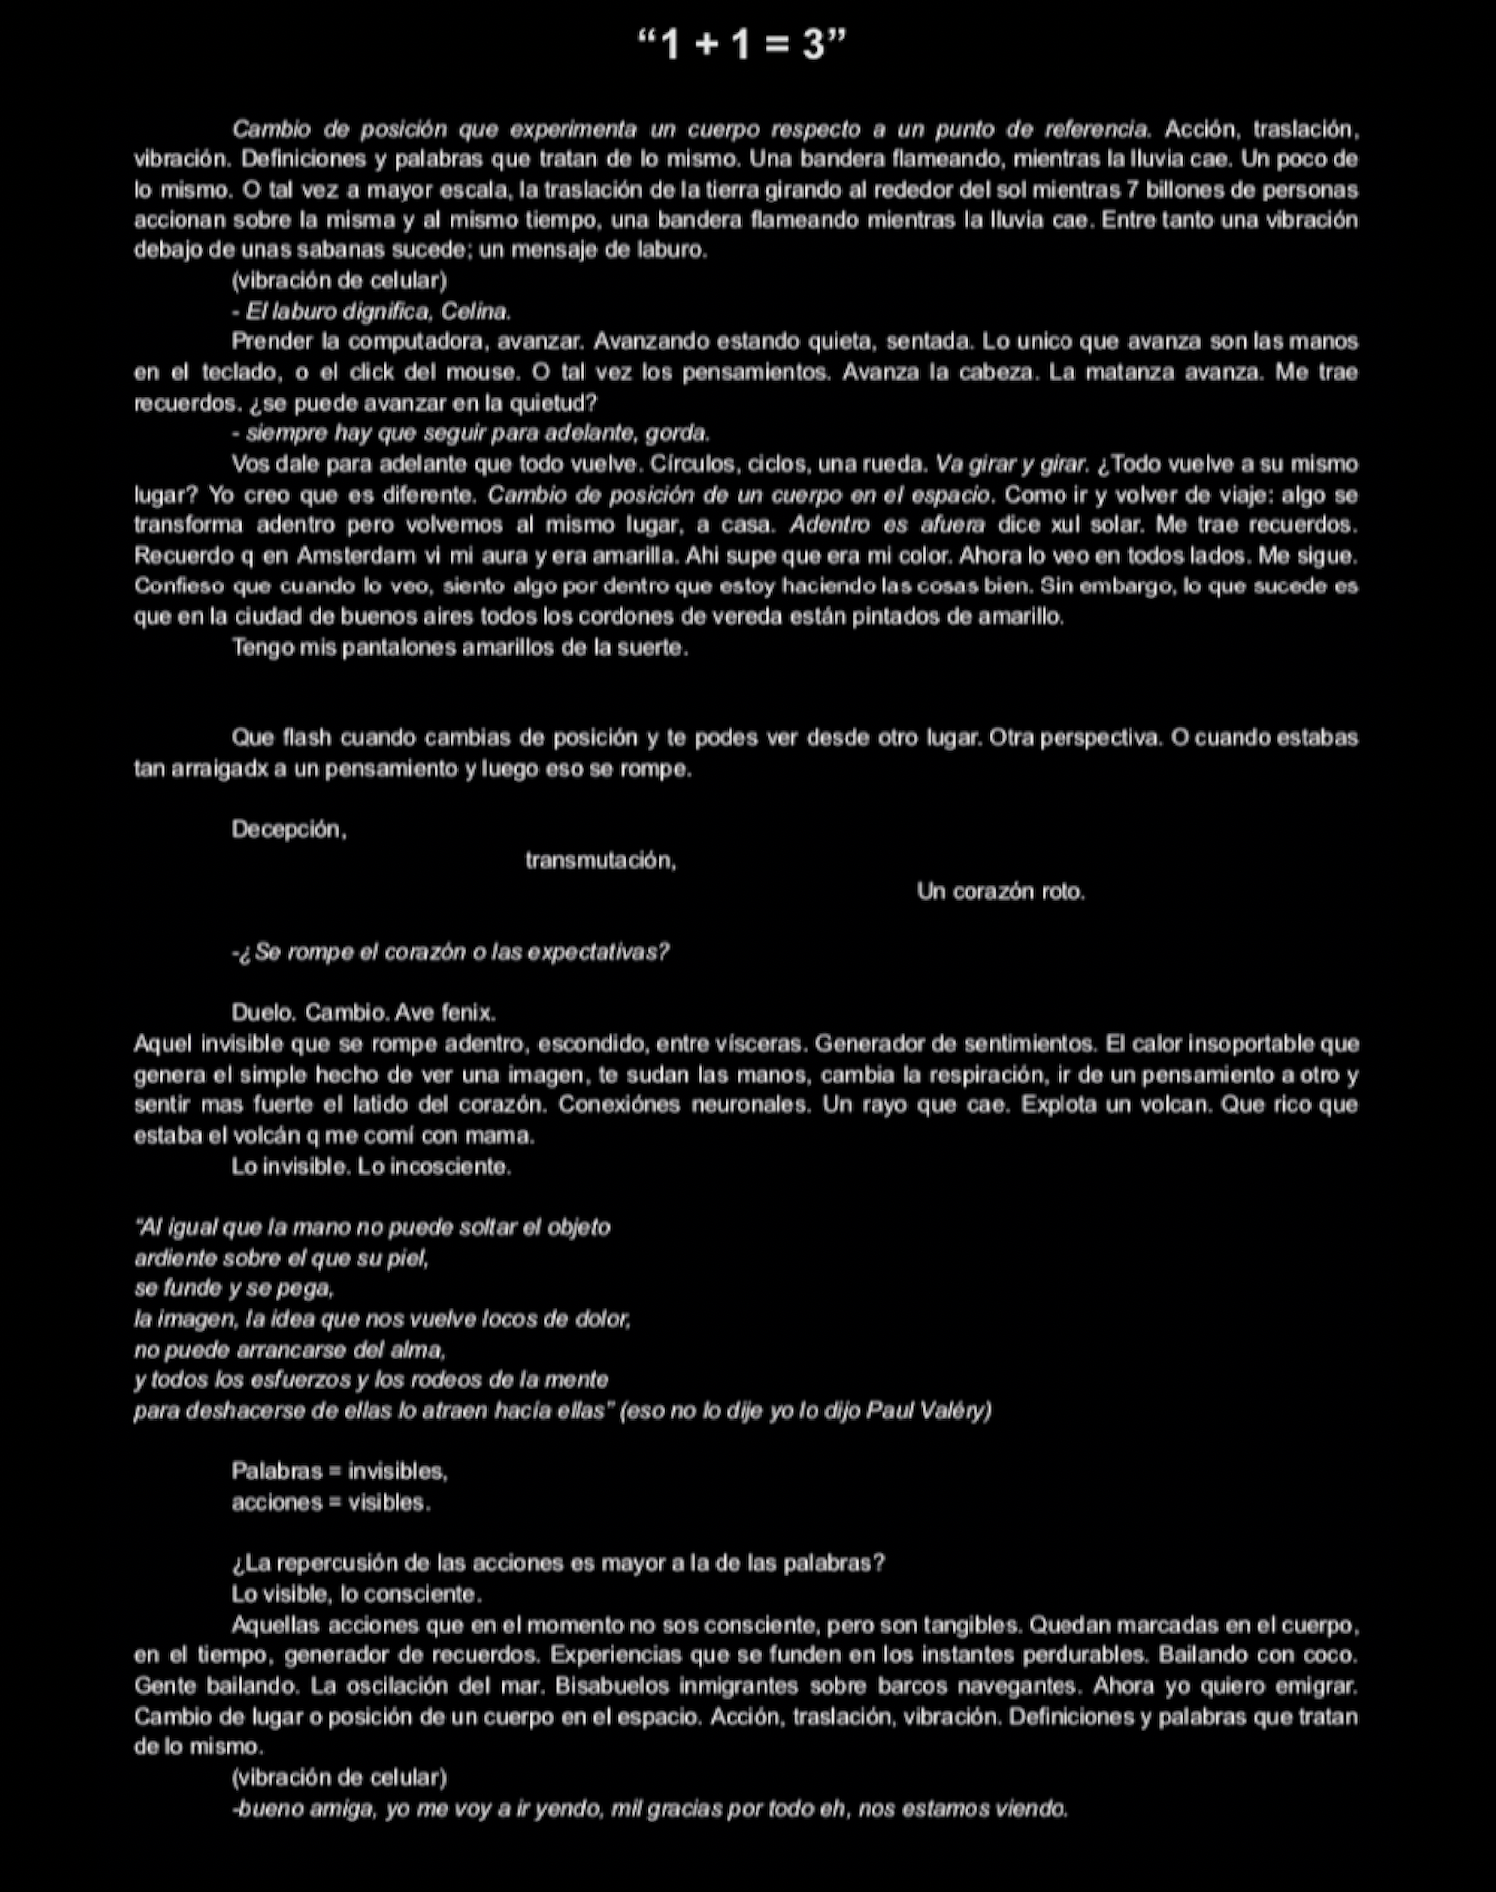 “1 + 1 = 3”
Cambio de posición que experimenta un cuerpo respecto a un punto de referencia. Acción, traslación,
vibración. Definiciones y palabras que tratan de lo mismo. Una bandera flameando, mientras la lluvia cae. Un poco de
lo mismo. O tal vez a mayor escala, la traslación de la tierra girando al rededor del sol mientras 7 billones de personas
accionan sobre la misma y al mismo tiempo, una bandera flameando mientras la lluvia cae. Entre tanto una vibración
debajo de unas sabanas sucede; un mensaje de laburo.
(vibración de celular)
- El laburo dignifica, Celina.
Prender la computadora, avanzar. Avanzando estando quieta, sentada. Lo unico que avanza son las manos
en el teclado, o el click del mouse. O tal vez los pensamientos. Avanza la cabeza. La matanza avanza. Me trae
recuerdos. ¿se puede avanzar en la quietud?
- siempre hay que seguir para adelante, gorda.
Vos dale para adelante que todo vuelve. Círculos, ciclos, una rueda. Va girar y girar. ¿Todo vuelve a su mismo
lugar? Yo creo que es diferente. Cambio de posición de un cuerpo en el espacio. Como ir y volver de viaje: algo se
transforma adentro pero volvemos al mismo lugar, a casa. Adentro es afuera dice xul solar. Me trae recuerdos.
Recuerdo q en Amsterdam vi mi aura y era amarilla. Ahi supe que era mi color. Ahora lo veo en todos lados. Me sigue.
Confieso que cuando lo veo, siento algo por dentro que estoy haciendo las cosas bien. Sin embargo, lo que sucede es
que en la ciudad de buenos aires todos los cordones de vereda están pintados de amarillo.
Tengo mis pantalones amarillos de la suerte.
Que flash cuando cambias de posición y te podes ver desde otro lugar. Otra perspectiva. O cuando estabas
tan arraigadx a un pensamiento y luego eso se rompe.
Decepción,
transmutación,
Un corazón roto.
-¿Se rompe el corazón o las expectativas?
Duelo. Cambio. Ave fenix.
Aquel invisible que se rompe adentro, escondido, entre vísceras. Generador de sentimientos. El calor insoportable que
genera el simple hecho de ver una imagen, te sudan las manos, cambia la respiración, ir de un pensamiento a otro y
sentir mas fuerte el latido del corazón. Conexiónes neuronales. Un rayo que cae. Explota un volcan. Que rico que
estaba el volcán q me comí con mama.
Lo invisible. Lo incosciente.
“Al igual que la mano no puede soltar el objeto
ardiente sobre el que su piel,
se funde y se pega,
la imagen, la idea que nos vuelve locos de dolor,
no puede arrancarse del alma,
y todos los esfuerzos y los rodeos de la mente
para deshacerse de ellas lo atraen hacía ellas” (eso no lo dije yo lo dijo Paul Valéry)
Palabras = invisibles,
acciones = visibles.
¿La repercusión de las acciones es mayor a la de las palabras?
Lo visible, lo consciente.
Aquellas acciones que en el momento no sos consciente, pero son tangibles. Quedan marcadas en el cuerpo,
en el tiempo, generador de recuerdos. Experiencias que se funden en los instantes perdurables. Bailando con coco.
Gente bailando. La oscilación del mar. Bisabuelos inmigrantes sobre barcos navegantes. Ahora yo quiero emigrar.
Cambio de lugar o posición de un cuerpo en el espacio. Acción, traslación, vibración. Definiciones y palabras que tratan
de lo mismo.
(vibración de celular)
-bueno amiga, yo me voy a ir yendo, mil gracias por todo eh, nos estamos viendo.